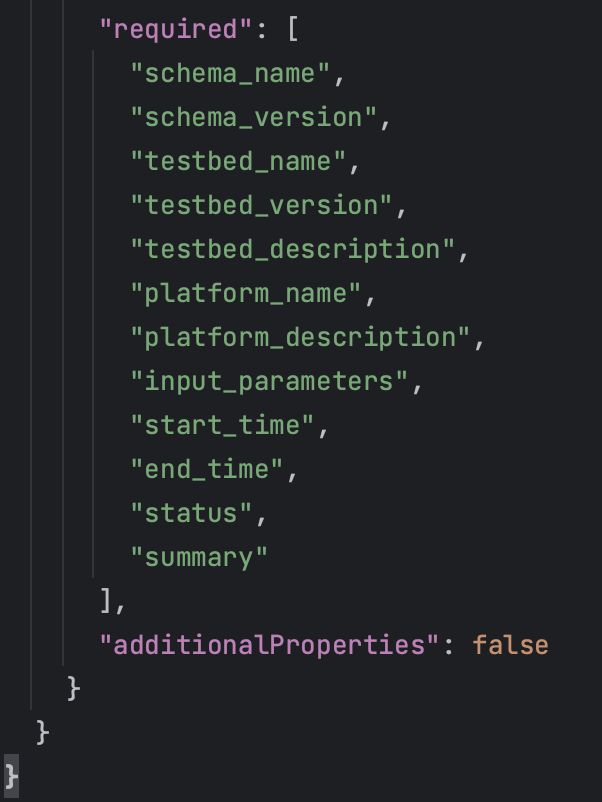 "required": [
"schema_name",
"schema_version",
"testbed_name",
"testbed_version",
"testbed_description",
"platform_name",
"platform_description",
"input_parameters",
"start_time",
"end_time",
"status",
"summary"
],
"additionalProperties": false
}
}
}